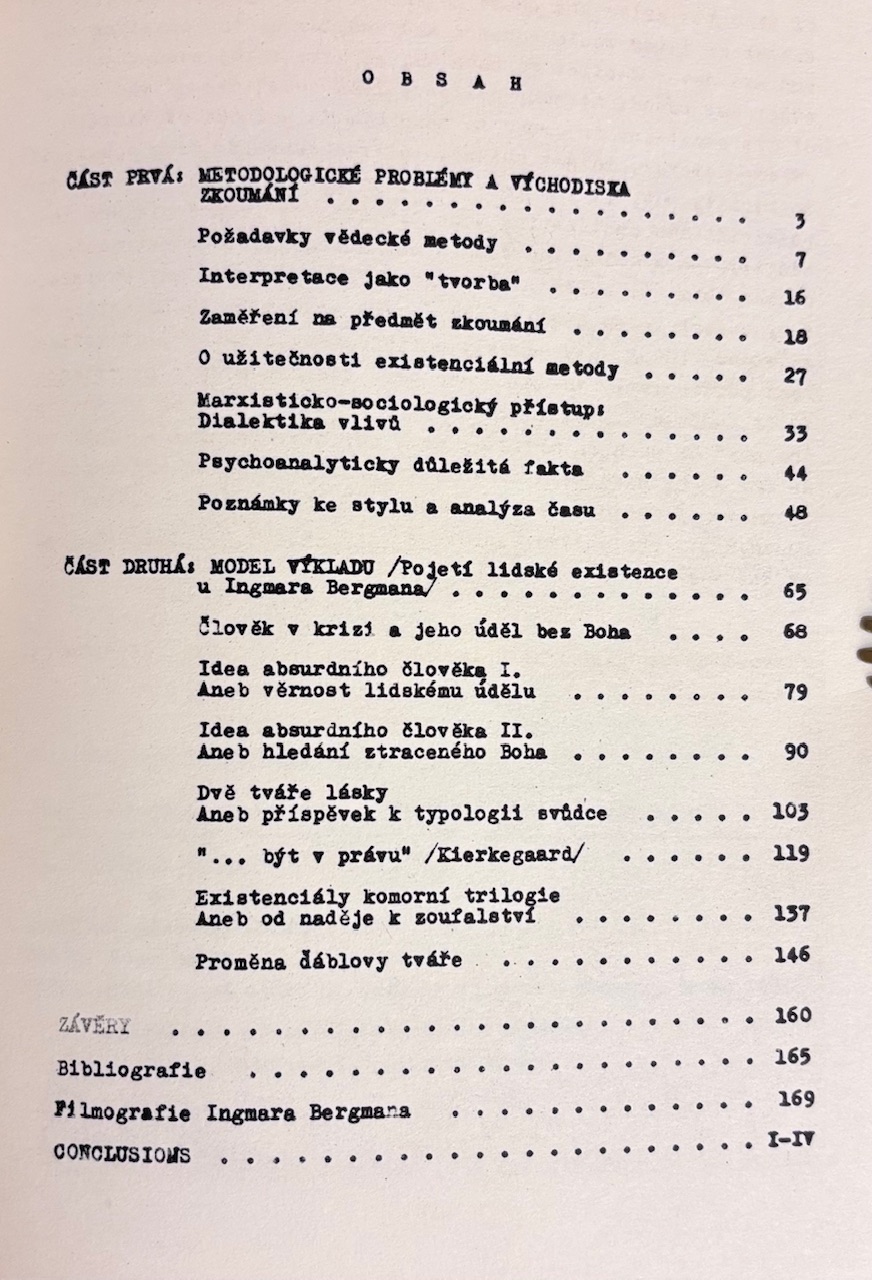 O B S A H
ČÁST PRVÁ: METODOLOGICKÉ PROBLÉMY A VÝCHODISKA
ZKOUMÁNÍ . . . . . . . . . . . . . . . . . . 3
Požadavky vědecké metody . . . . . . . . . . 7
Interpretace jako "tvorba" . . . . . . . . . 16
Zaměření na předmět zkoumání . . . . . . . . 18
O užitečnosti existenciální metody . . . . . 27
Marxisticko-sociologický přístup:
Dialektika vlivů . . . . . . . . . . . . . . 33
Psychoanalyticky důležitá fakta . . . . . . 44
Poznámky ke stylu a analýza času . . . . . . 48
ČÁST DRUHÁ: MODEL VÝKLADU /Pojetí lidské existence
u Ingmara Bergmana/ . . . . . . . . . . . . . 65
Člověk v krizi a jeho úděl bez Boha . . . . 68
Idea absurdního člověka I.
Aneb věrnost lidskému údělu . . . . . . . . 79
Idea absurdního člověka II.
Aneb hledání ztraceného Boha . . . . . . . . 90
Dvě tváře lásky
Aneb příspěvek k typologii svůdce . . . . . 103
"... být v právu" /Kierkegaard/ . . . . . . 119
Existenciály komorní trilogie
Aneb od naděje k zoufalství . . . . . . . . 137
Proměna ďáblovy tváře . . . . . . . . . . . 146
ZÁVĚRY . . . . . . . . . . . . . . . . . . . . . . . 160
Bibliografie . . . . . . . . . . . . . . . . . . . . 165
Filmografie Ingmara Bergmana . . . . . . . . . . . . 169
CONCLUSIONS . . . . . . . . . . . . . . . . . . . . . I-IV